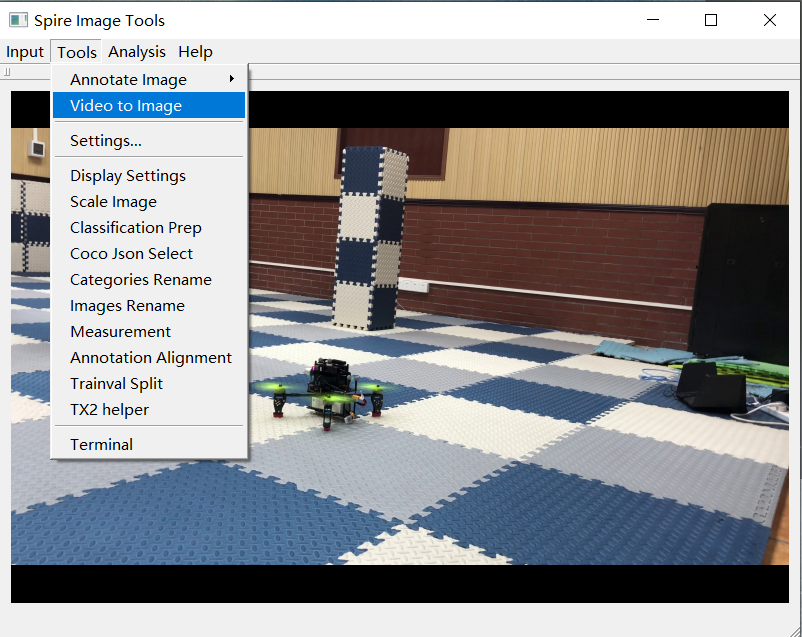 Spire Image Tools
Input Tools Analysis Help
Annotate Image
Video to Image
Settings...
Display Settings
Scale Image
Classification Prep
Coco Json Select
Categories Rename
Images Rename
Measurement
Annotation Alignment
Trainval Split
TX2 helper
Terminal